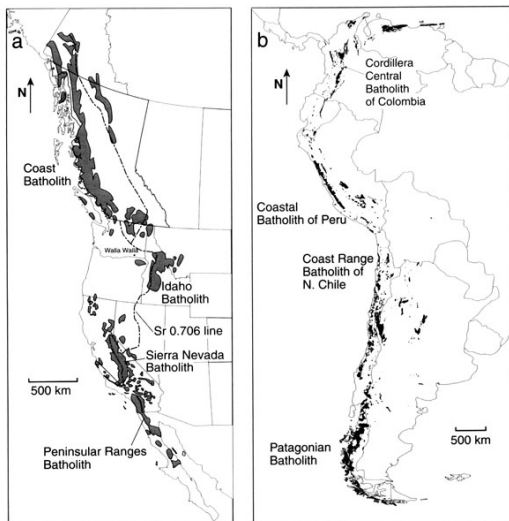 a
N
Coast
Batholith
Walla Walla
Idaho
Batholith
Sr 0.706 line
Sierra Nevada
Batholith
500 km
Peninsular Ranges
Batholith
b
N
Cordillera
Central
Batholith
of Colombia
Coastal
Batholith of Peru
Coast Range
Batholith of
N. Chile
500 km
Patagonian
Batholith